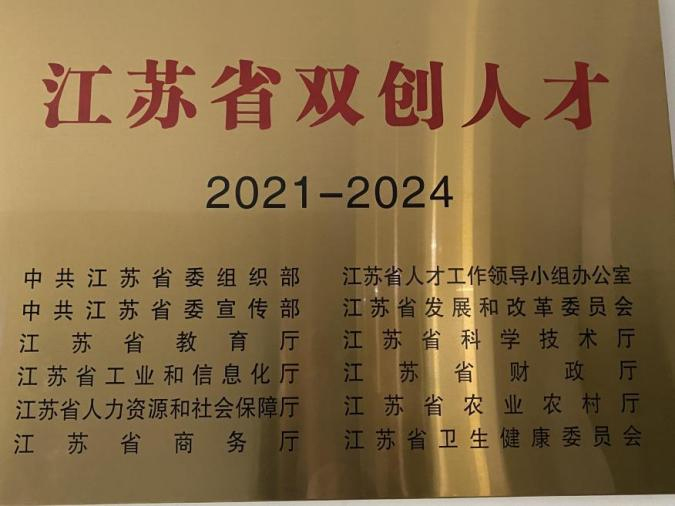 江苏省双创人才
2021-2024
中共江苏省委组织部 江苏省人才工作领导小组办公室
中共江苏省委宣传部 江苏省发展和改革委员会
江苏省教育厅 江苏省科学技术厅
江苏省工业和信息化厅 江苏省财政厅
江苏省人力资源和社会保障厅 江苏省农业农村厅
江苏省商务厅 江苏省卫生健康委员会